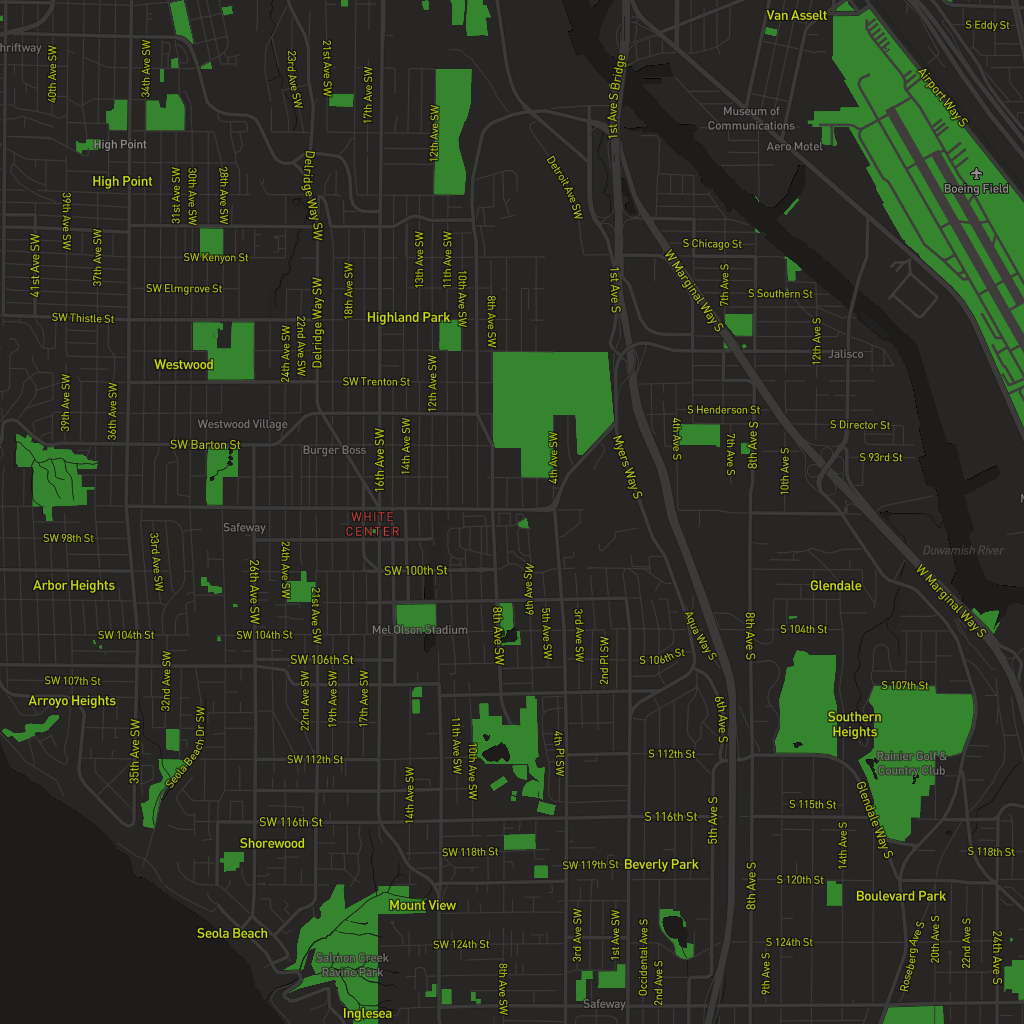 Van Asselt
S Eddy St
hriftway
40th Ave SW
34th Ave SW
23rd Ave SW
21st Ave SW
17th Ave SW
12th Ave SW
1st Ave S Bridge
Airport Way S
Museum of
Communications
Aero Motel
High Point
High Point
Boeing Field
Detroit Ave SW
Delridge Way SW
31st Ave SW
30th Ave SW
28th Ave SW
39th Ave SW
37th Ave SW
41st Ave SW
SW Kenyon St
13th Ave SW
11th Ave SW
10th Ave SW
S Chicago St
W Marginal Way S
7th Ave S
1st Ave S
SW Elmgrove St
18th Ave SW
S Southern St
8th Ave SW
SW Thistle St
Highland Park
22nd Ave SW
24th Ave SW
Delridge Way SW
12th Ave S
Jalisco
Westwood
SW Trenton St
12th Ave SW
39th Ave SW
36th Ave SW
S Henderson St
Westwood Village
S Director St
4th Ave S
7th Ave S
8th Ave S
SW Barton St
Burger Boss
16th Ave SW
14th Ave SW
4th Ave SW
Myers Way S
S 93rd St
10th Ave S
Safeway
WHITE
CENTER
SW 98th St
33rd Ave SW
Duwamish River
24th Ave SW
26th Ave SW
SW 100th St
Arbor Heights
21st Ave SW
6th Ave SW
Glendale
W Marginal Way S
Mel Olson Stadium
8th Ave SW
5th Ave SW
3rd Ave SW
2nd Pl SW
Aqua Way S
8th Ave S
S 104th St
SW 104th St
SW 104th St
SW 106th St
S 106th St
SW 107th St
32nd Ave SW
22nd Ave SW
19th Ave SW
17th Ave SW
S 107th St
Arroyo Heights
6th Ave S
Southern
Heights
35th Ave SW
Seola Beach Dr SW
11th Ave SW
10th Ave SW
4th Pl SW
S 112th St
SW 112th St
Rainier Golf &
Country Club
14th Ave SW
S 115th St
S 116th St
5th Ave S
Glendale Way S
SW 116th St
14th Ave S
Shorewood
SW 118th St
S 118th St
SW 119th St
Beverly Park
S 120th St
8th Ave S
Boulevard Park
Mount View
Seola Beach
SW 124th St
S 124th St
3rd Ave SW
1st Ave SW
Occidental Ave S
2nd Ave S
9th Ave S
Roseberg Ave S
20th Ave S
22nd Ave S
24th Ave S
Salmon Creek
Ravine Park
8th Ave SW
Safeway
Inglesea